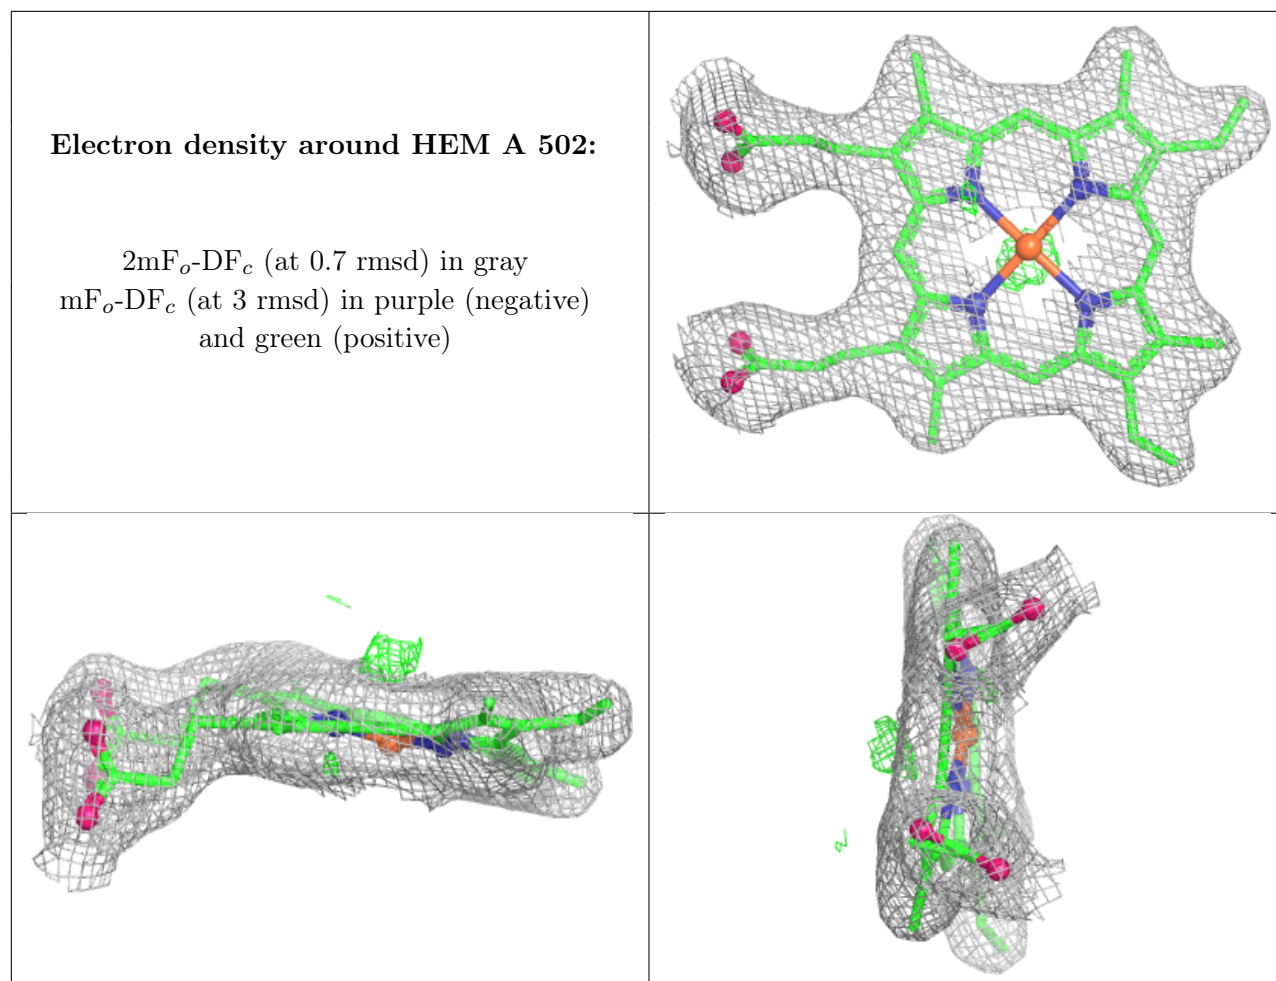 Electron density around HEM A 502:
2mFₒ-DF𝒸 (at 0.7 rmsd) in gray
mFₒ-DF𝒸 (at 3 rmsd) in purple (negative)
and green (positive)